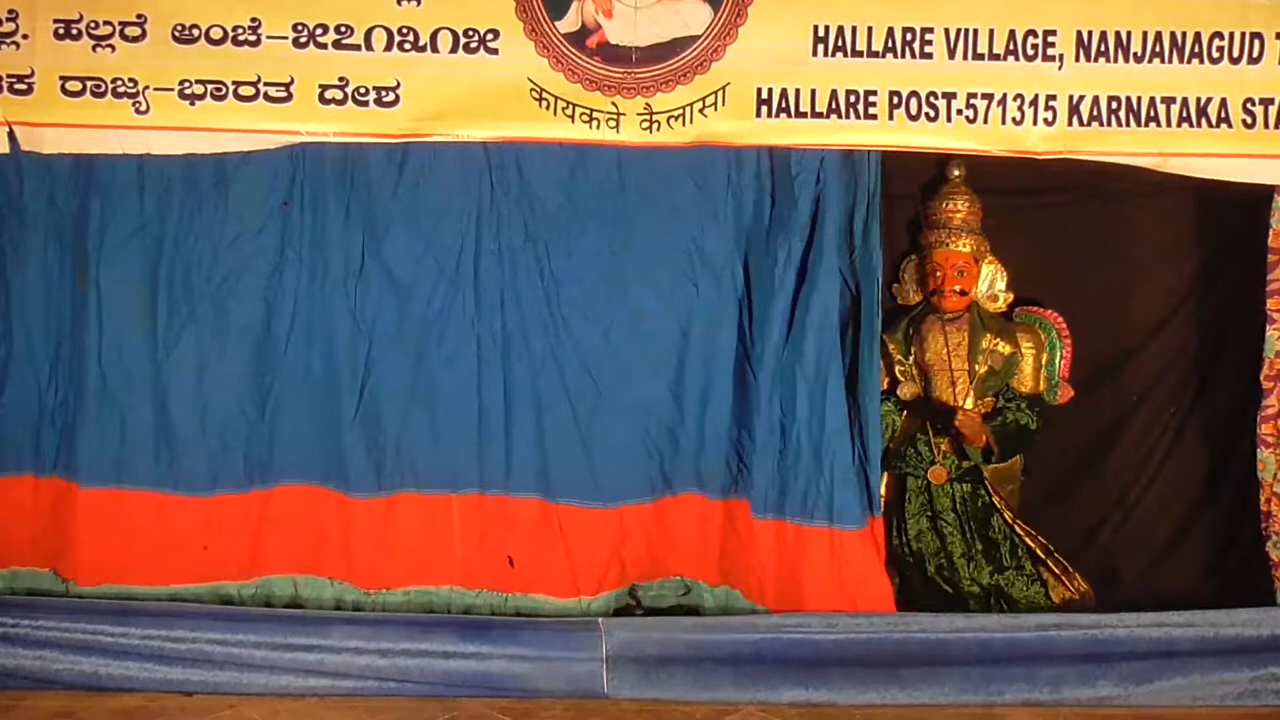 ಲ್ಲೆ. ಹಲ್ಲರೆ ಅಂಚೆ-೫೭೧೩೧೫
ರಾಜ್ಯ-ಭಾರತ ದೇಶ
कायकवे कैलासा
HALLARE VILLAGE, NANJANAGUD
HALLARE POST-571315 KARNATAKA STA